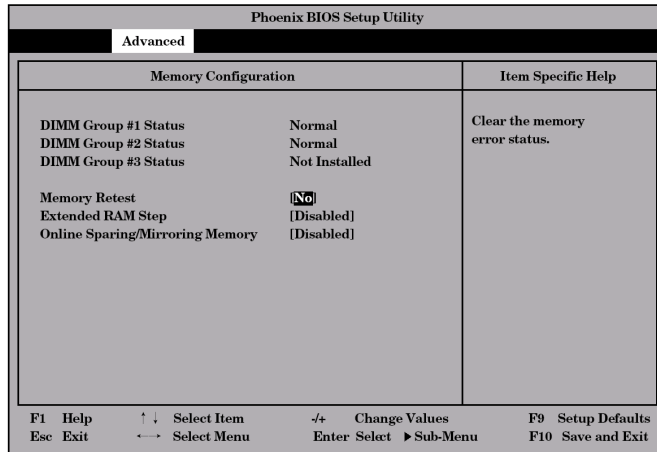 Phoenix BIOS Setup Utility
Advanced
Memory Configuration
Item Specific Help
DIMM Group #1 Status Normal
DIMM Group #2 Status Normal
DIMM Group #3 Status Not Installed
Memory Retest [No]
Extended RAM Step [Disabled]
Online Sparing/Mirroring Memory [Disabled]
Clear the memory
error status.
F1 Help ↑ ↓ Select Item -/+ Change Values F9 Setup Defaults
Esc Exit ←→ Select Menu Enter Select ▶Sub-Menu F10 Save and Exit